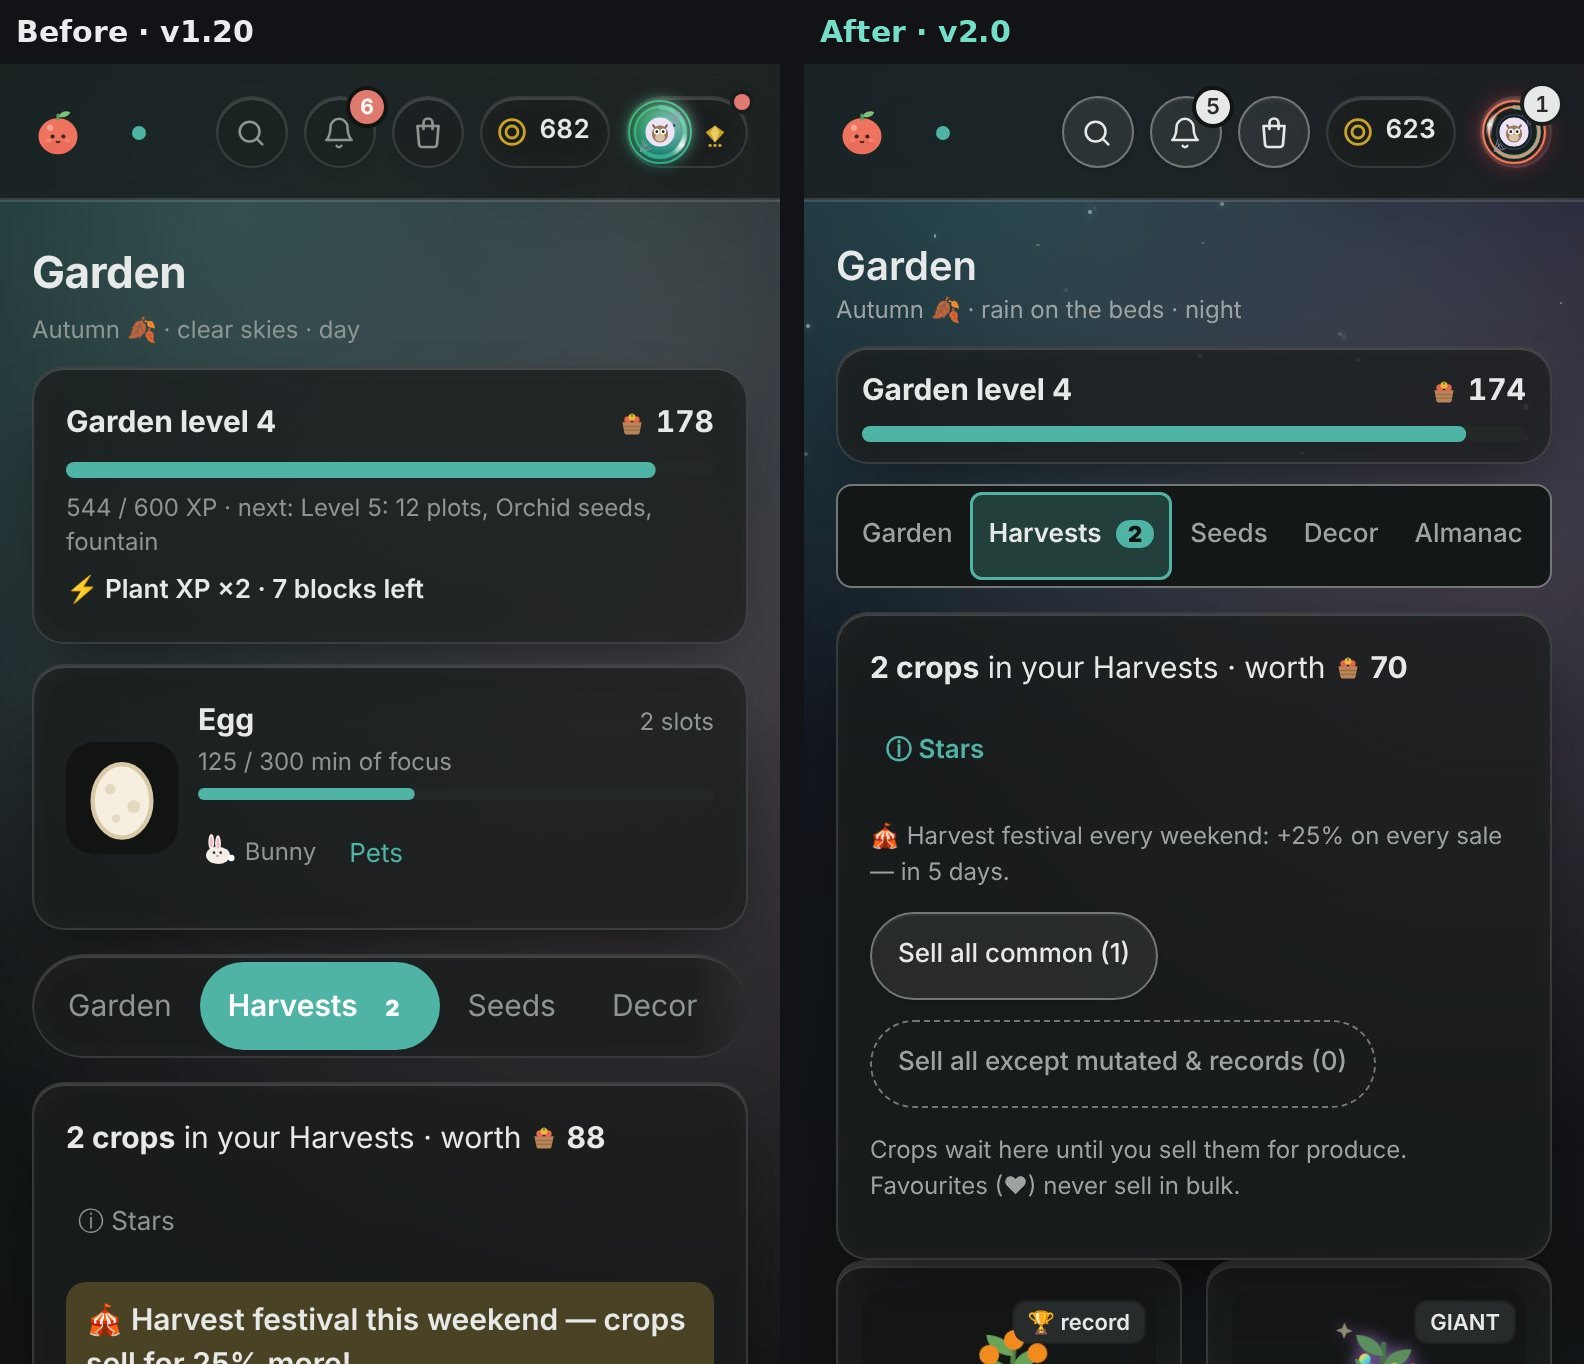 Before · v1.20
6
682
Garden
Autumn 🍂 · clear skies · day
Garden level 4
178
544 / 600 XP · next: Level 5: 12 plots, Orchid seeds,
fountain
⚡ Plant XP ×2 · 7 blocks left
Egg
2 slots
125 / 300 min of focus
Bunny
Pets
Garden
Harvests 2
Seeds
Decor
2 crops in your Harvests · worth 88
ⓘ Stars
🎪 Harvest festival this weekend — crops
sell for 25% more!
After · v2.0
5
623
1
Garden
Autumn 🍂 · rain on the beds · night
Garden level 4
174
Garden
Harvests 2
Seeds
Decor
Almanac
2 crops in your Harvests · worth 70
ⓘ Stars
🎪 Harvest festival every weekend: +25% on every sale
— in 5 days.
Sell all common (1)
Sell all except mutated & records (0)
Crops wait here until you sell them for produce.
Favourites (♥) never sell in bulk.
🏆 record
GIANT